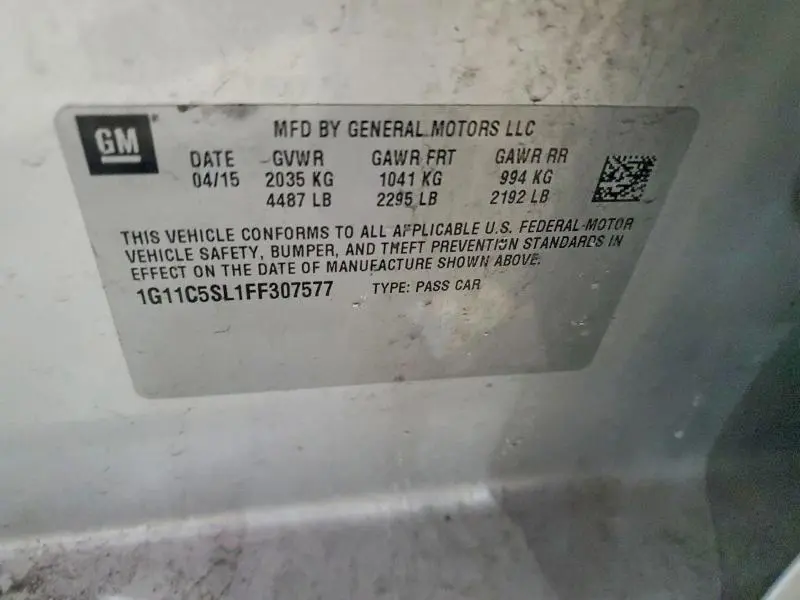 GM
MFD BY GENERAL MOTORS LLC
DATE GVWR GAWR FRT GAWR RR
04/15 2035 KG 1041 KG 994 KG
4487 LB 2295 LB 2192 LB
THIS VEHICLE CONFORMS TO ALL APPLICABLE U.S. FEDERAL MOTOR
VEHICLE SAFETY, BUMPER, AND THEFT PREVENTION STANDARDS IN
EFFECT ON THE DATE OF MANUFACTURE SHOWN ABOVE.
1G11C5SL1FF307577 TYPE: PASS CAR